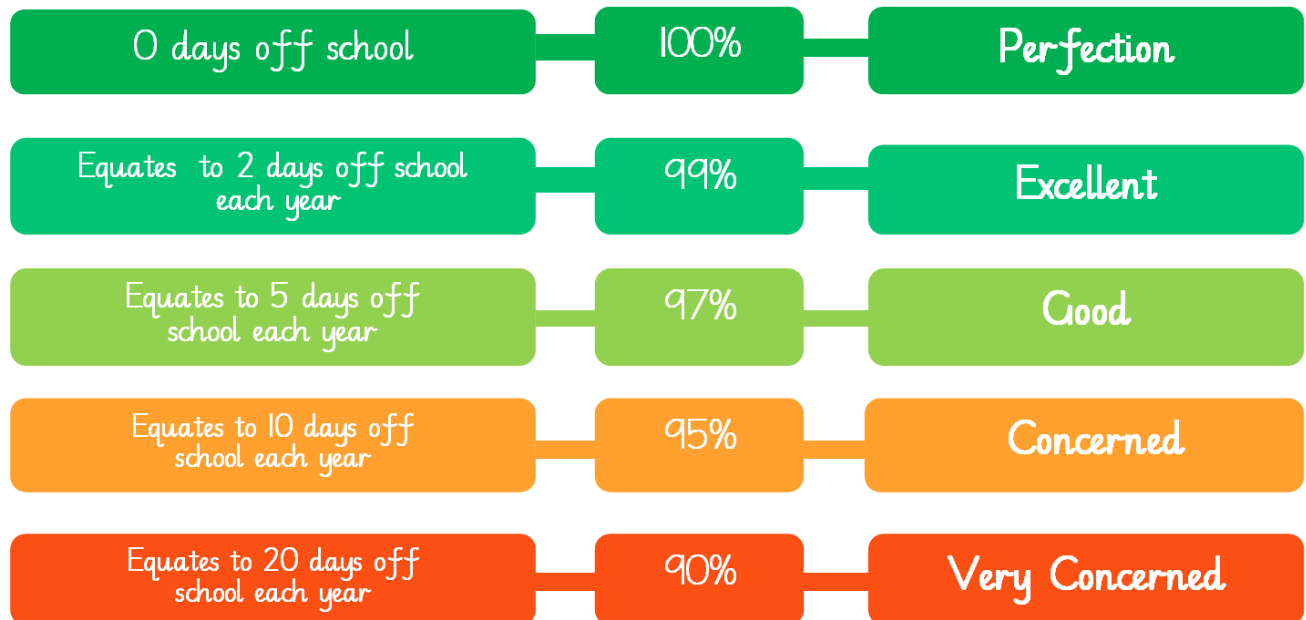 0 days off school
100%
Perfection
Equates to 2 days off school
each year
99%
Excellent
Equates to 5 days off
school each year
97%
Good
Equates to 10 days off
school each year
95%
Concerned
Equates to 20 days off
school each year
90%
Very Concerned